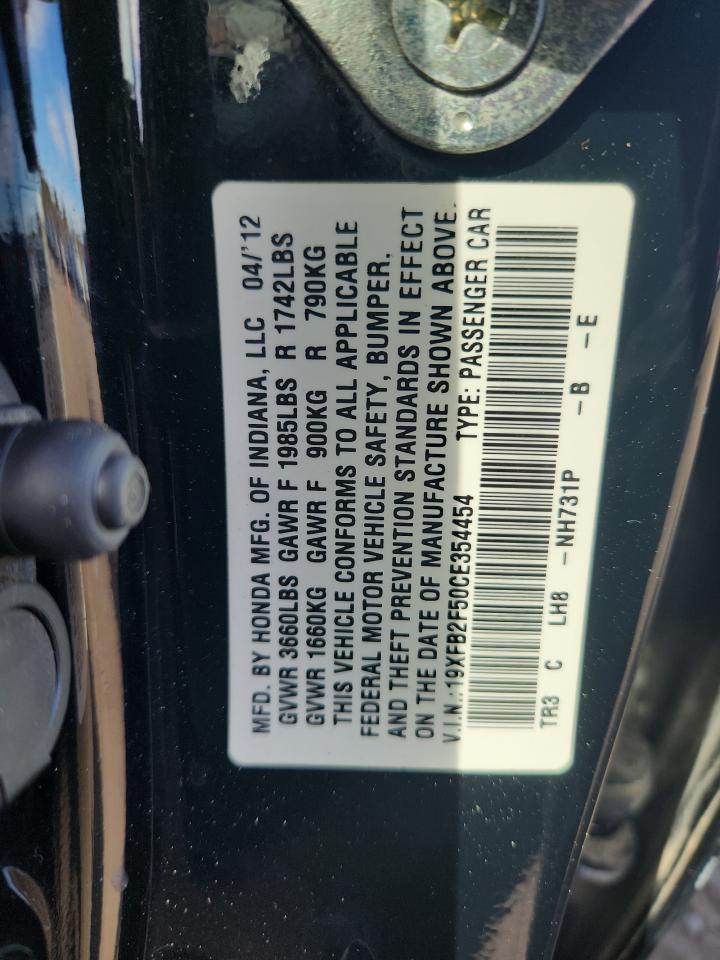 MFD. BY HONDA MFG. OF INDIANA, LLC 04/'12
GVWR 3660LBS GAWR F 1985LBS R 1742LBS
GVWR 1660KG GAWR F 900KG R 790KG
THIS VEHICLE CONFORMS TO ALL APPLICABLE
FEDERAL MOTOR VEHICLE SAFETY, BUMPER,
AND THEFT PREVENTION STANDARDS IN EFFECT
ON THE DATE OF MANUFACTURE SHOWN ABOVE.
V.I.N.:19XFB2F50CE354454 TYPE: PASSENGER CAR
TR3 C LH8 -NH731P -B -E